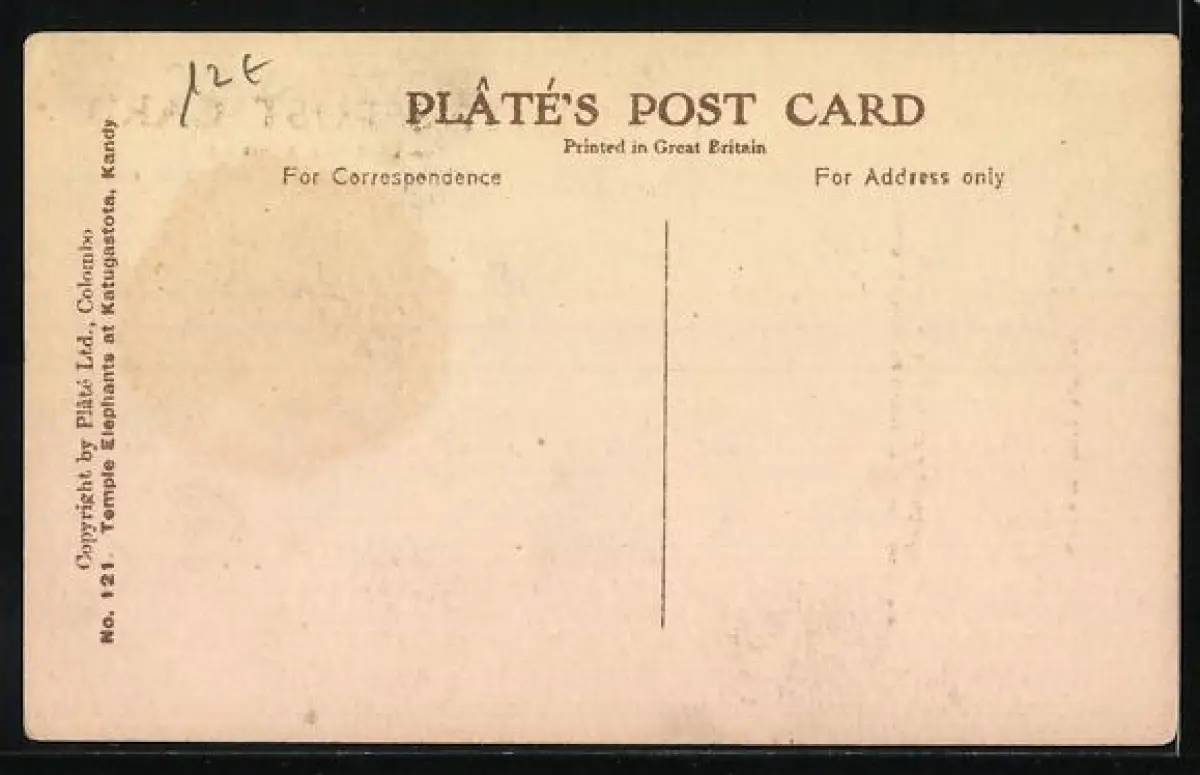 12E
PLÂTÉ'S POST CARD
Printed in Great Britain
For Correspondence
For Address only
Copyright by Plâté Ltd., Colombo
No. 121. Temple Elephants at Katugastota, Kandy